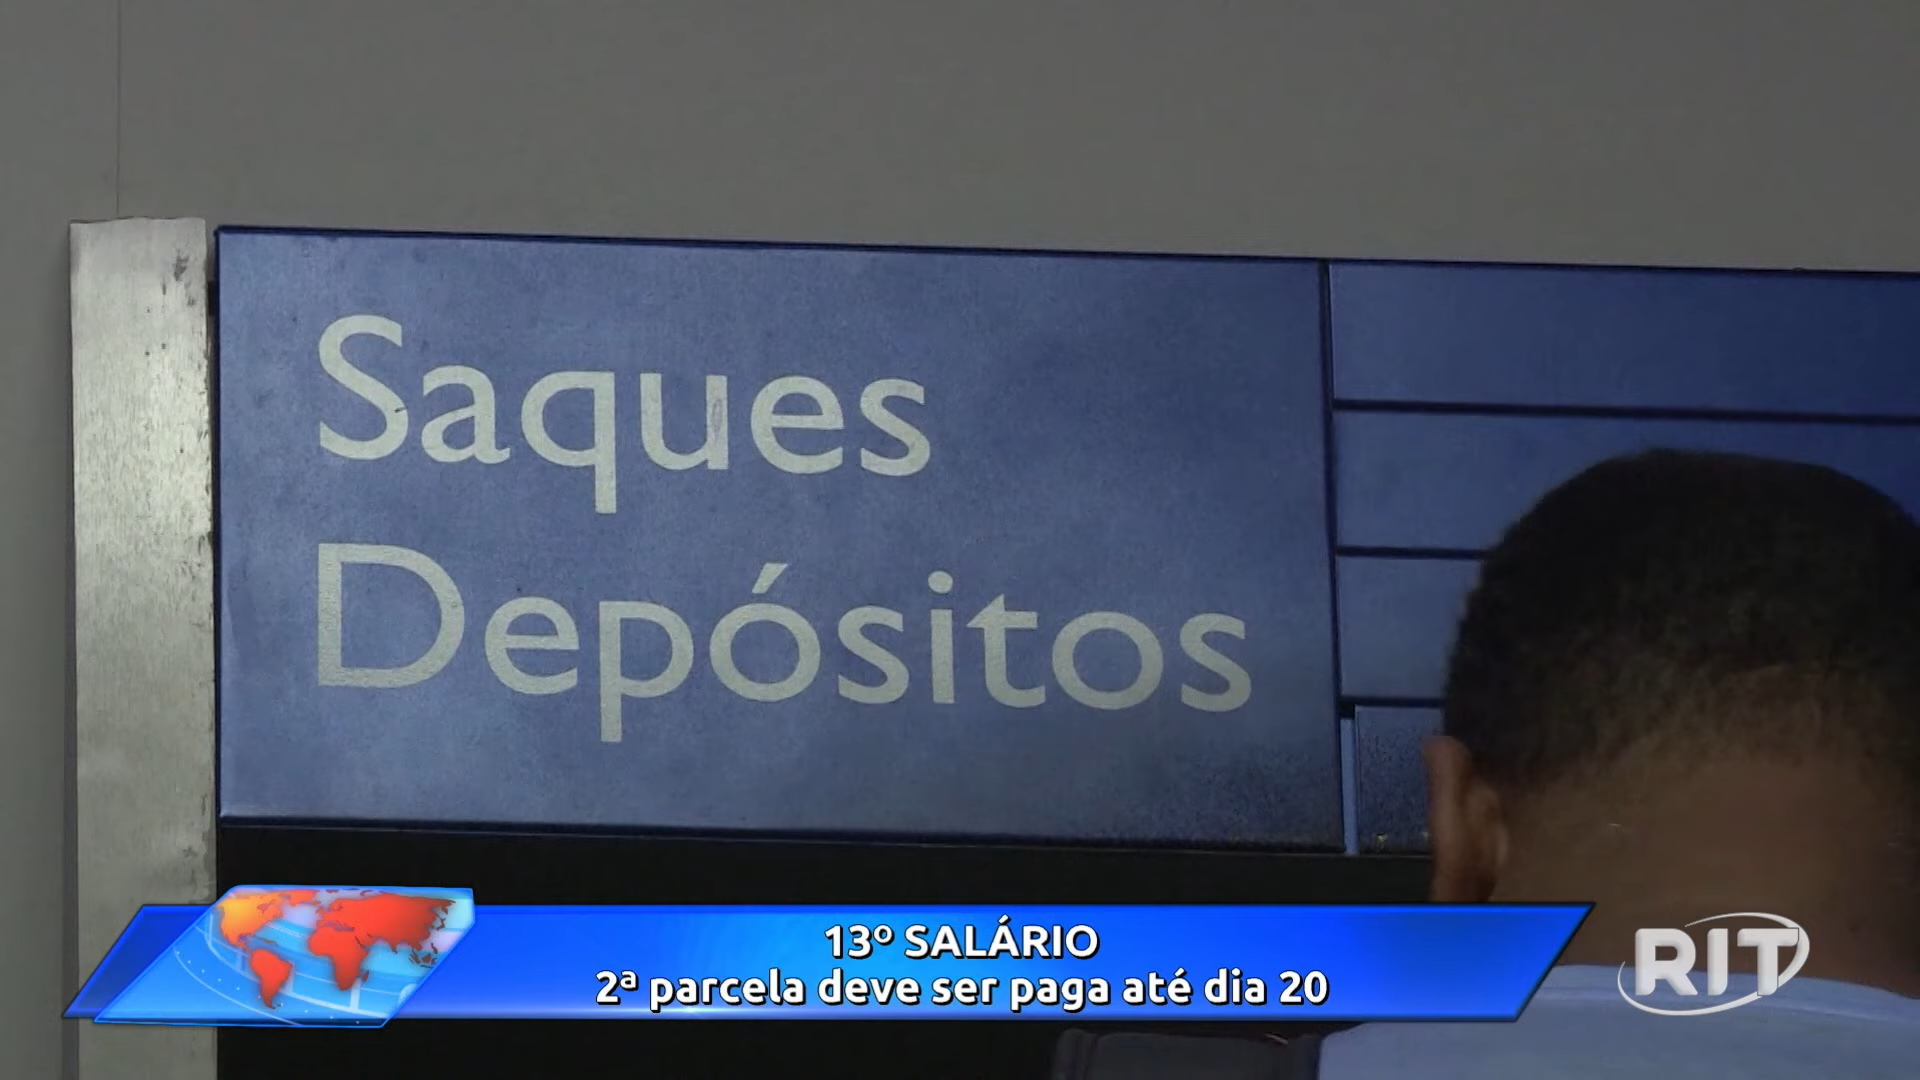 Saques
Depósitos
13º SALÁRIO
2ª parcela deve ser paga até dia 20
RIT